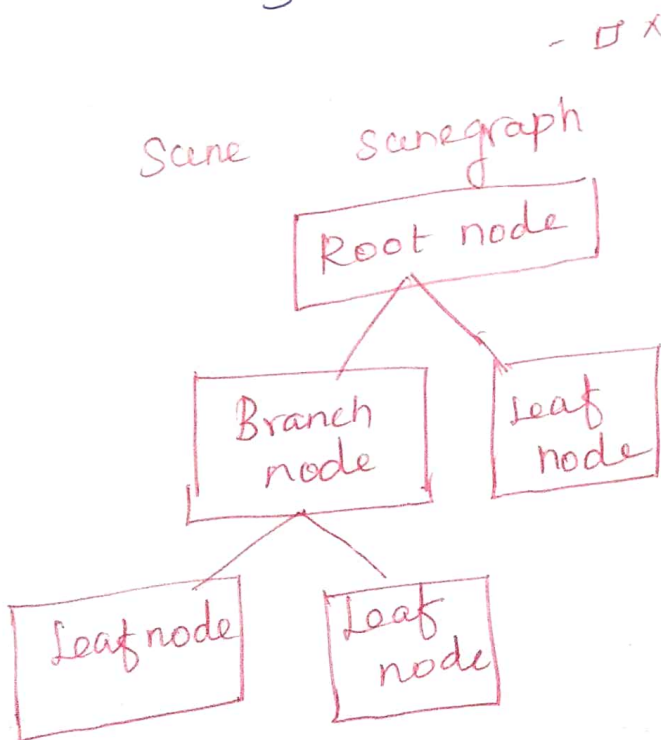 - □ X
Scene scenegraph
Root node
Branch
node
Leaf
node
Leaf node
Leaf
node